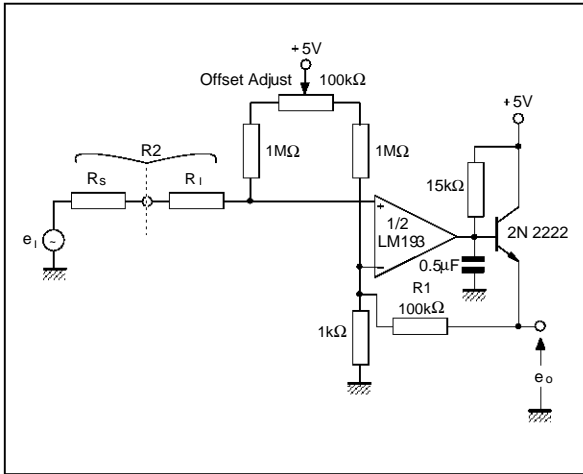 +5V
Offset Adjust 100kΩ
+5V
R2
1MΩ
1MΩ
15kΩ
Rs
RI
+
1/2
LM193
2N 2222
eI
~
-
0.5μF
R1
100kΩ
1kΩ
eo